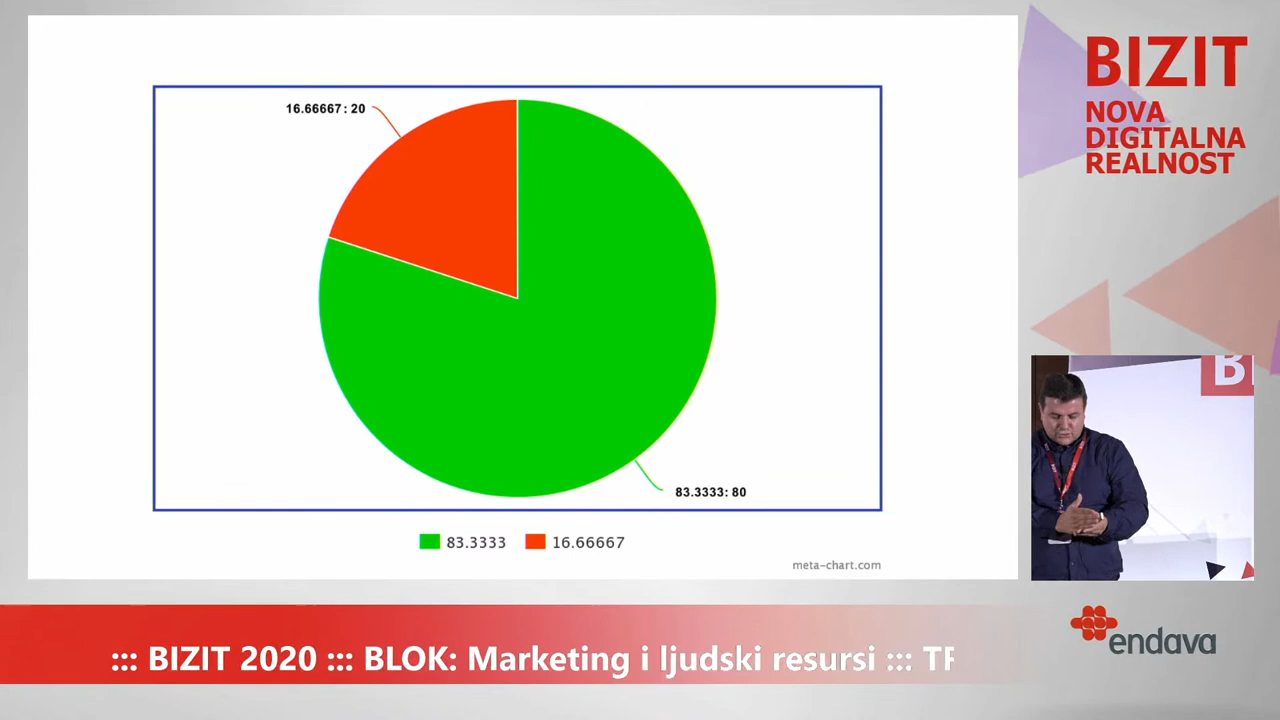 16.66667: 20
83.3333: 80
83.3333 16.66667
meta-chart.com
BIZIT
NOVA
DIGITALNA
REALNOST
B
endava
::: BIZIT 2020 ::: BLOK: Marketing i ljudski resursi :::